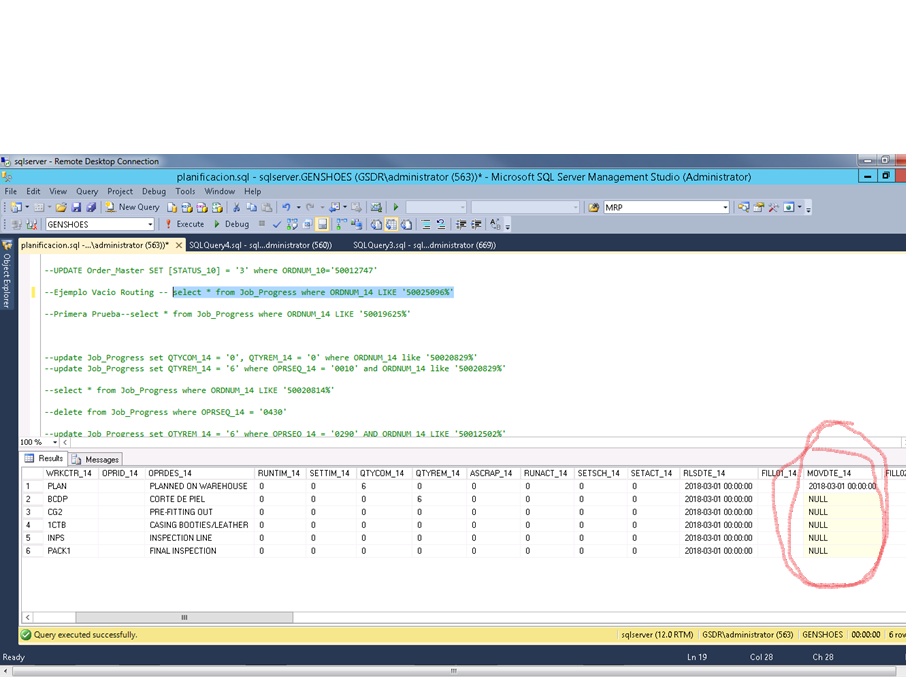 sqlserver - Remote Desktop Connection
planificacion.sql - sqlserver.GENSHOES (GSDR\administrator (563))* - Microsoft SQL Server Management Studio (Administrator)
File Edit View Query Project Debug Tools Window Help
New Query MRP
GENSHOES Execute Debug
planificacion.sql -...\administrator (563))* SQLQuery4.sql - sql...dministrator (560)) SQLQuery3.sql - sql...dministrator (669))
Object Explorer
--UPDATE Order_Master SET [STATUS_10] = '3' where ORDNUM_10='50012747'
--Ejemplo Vacio Routing -- select * from Job_Progress where ORDNUM_14 LIKE '50025096%'
--Primera Prueba--select * from Job_Progress where ORDNUM_14 LIKE '50019625%'
--update Job_Progress set QTYCOM_14 = '0', QTYREM_14 = '0' where ORDNUM_14 like '50020829%'
--update Job_Progress set QTYREM_14 = '6' where OPRSEQ_14 = '0010' and ORDNUM_14 like '50020829%'
--select * from Job_Progress where ORDNUM_14 LIKE '50020814%'
--delete from Job_Progress where OPRSEQ_14 = '0430'
--update Job_Progress set QTYREM_14 = '6' where OPRSEQ_14 = '0290' AND ORDNUM_14 LIKE '50012502%'
100 %
Results Messages
WRKCTR_14 OPRID_14 OPRDES_14 RUNTIM_14 SETTIM_14 QTYCOM_14 QTYREM_14 ASCRAP_14 RUNACT_14 SETSCH_14 SETACT_14 RLSDTE_14 FILL01_14 MOVDTE_14 FILL02
1 PLAN PLANNED ON WAREHOUSE 0 0 6 0 0 0 0 0 2018-03-01 00:00:00 2018-03-01 00:00:00
2 BCDP CORTE DE PIEL 0 0 0 6 0 0 0 0 2018-03-01 00:00:00 NULL
3 CG2 PRE-FITTING OUT 0 0 0 0 0 0 0 0 2018-03-01 00:00:00 NULL
4 1CTB CASING BOOTIES/LEATHER 0 0 0 0 0 0 0 0 2018-03-01 00:00:00 NULL
5 INPS INSPECTION LINE 0 0 0 0 0 0 0 0 2018-03-01 00:00:00 NULL
6 PACK1 FINAL INSPECTION 0 0 0 0 0 0 0 0 2018-03-01 00:00:00 NULL
Query executed successfully. sqlserver (12.0 RTM) GSDR\administrator (563) GENSHOES 00:00:00 6 row
Ready Ln 19 Col 28 Ch 28